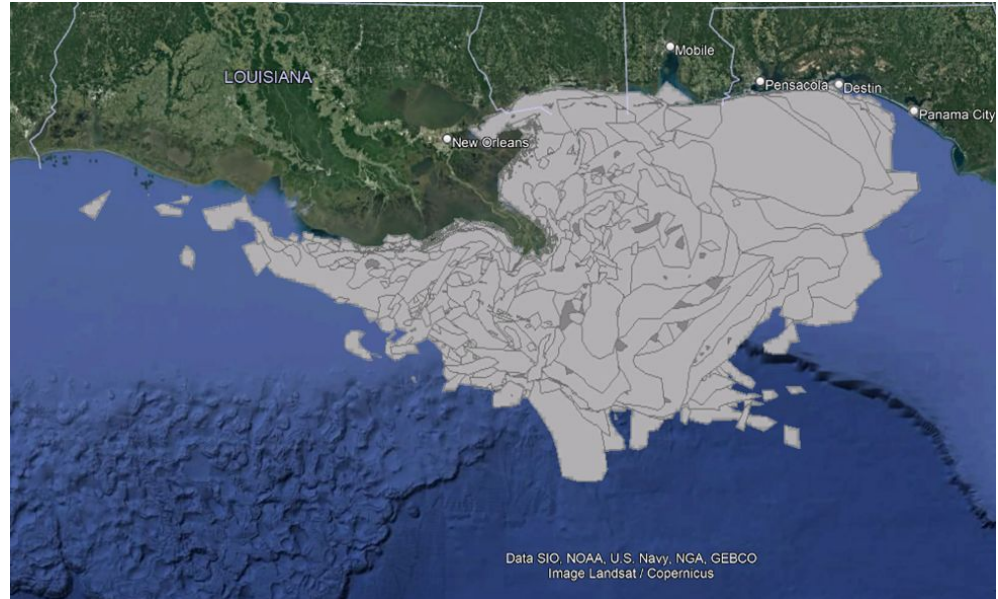 Mobile
LOUISIANA
Pensacola
Destin
Panama City
New Orleans
Data SIO, NOAA, U.S. Navy, NGA, GEBCO
Image Landsat / Copernicus